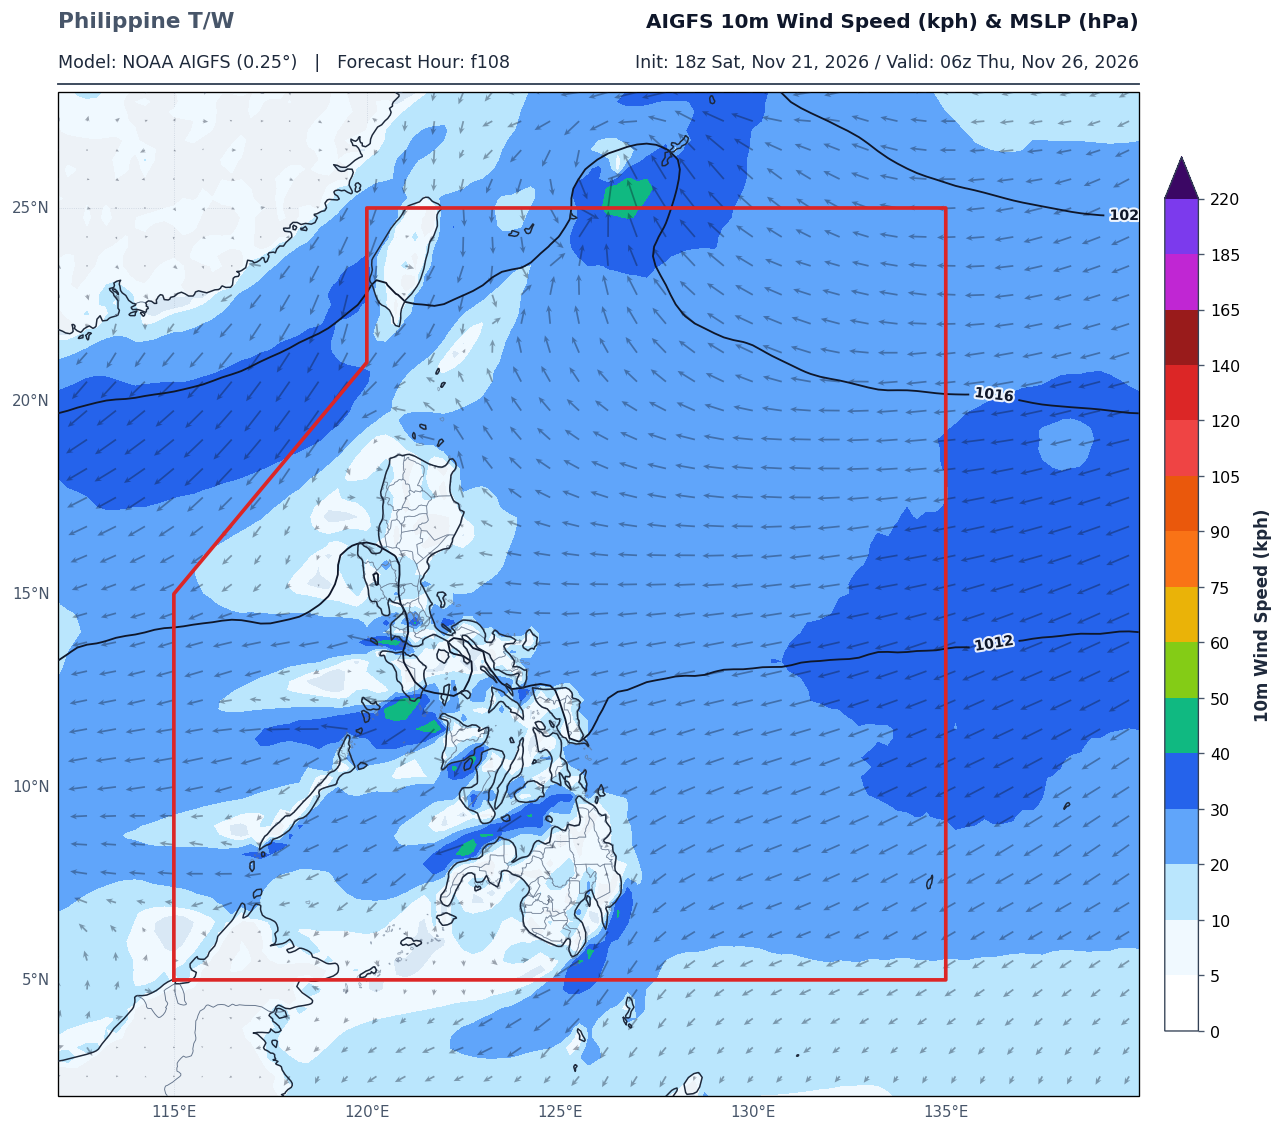 Philippine T/W
AIGFS 10m Wind Speed (kph) & MSLP (hPa)
Model: NOAA AIGFS (0.25°) | Forecast Hour: f108
Init: 18z Sat, Nov 21, 2026 / Valid: 06z Thu, Nov 26, 2026
25°N
20°N
15°N
10°N
5°N
115°E
120°E
125°E
130°E
135°E
102
1016
1012
220
185
165
140
120
105
90
75
60
50
40
30
20
10
5
0
10m Wind Speed (kph)